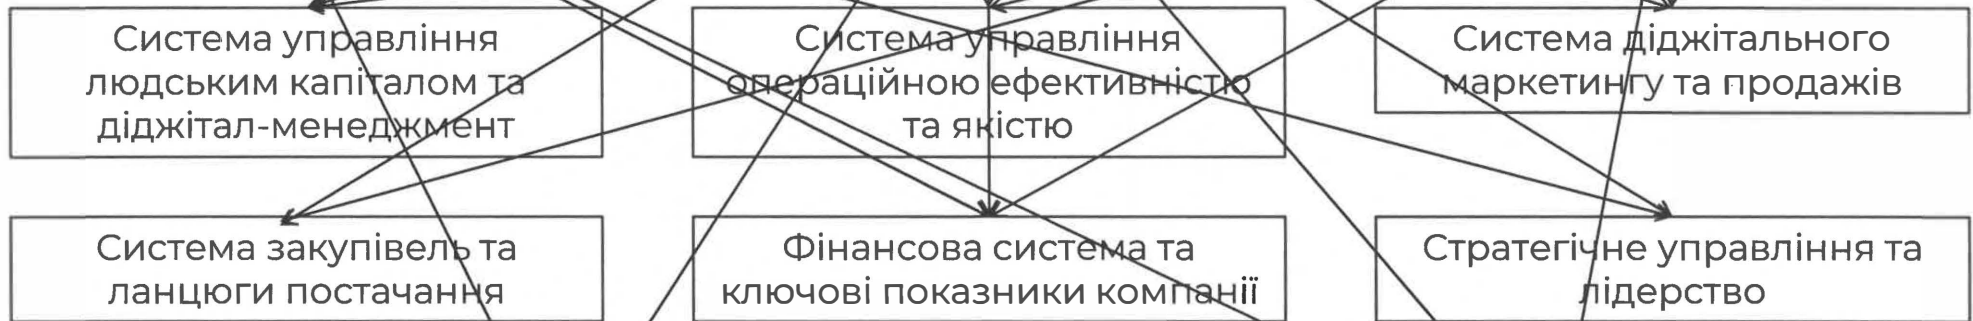 Система управління
людським капіталом та
діджітал-менеджмент
Система управління
операційною ефективністю
та якістю
Система діджітального
маркетингу та продажів
Система закупівель та
ланцюги постачання
Фінансова система та
ключові показники компанії
Стратегічне управління та
лідерство